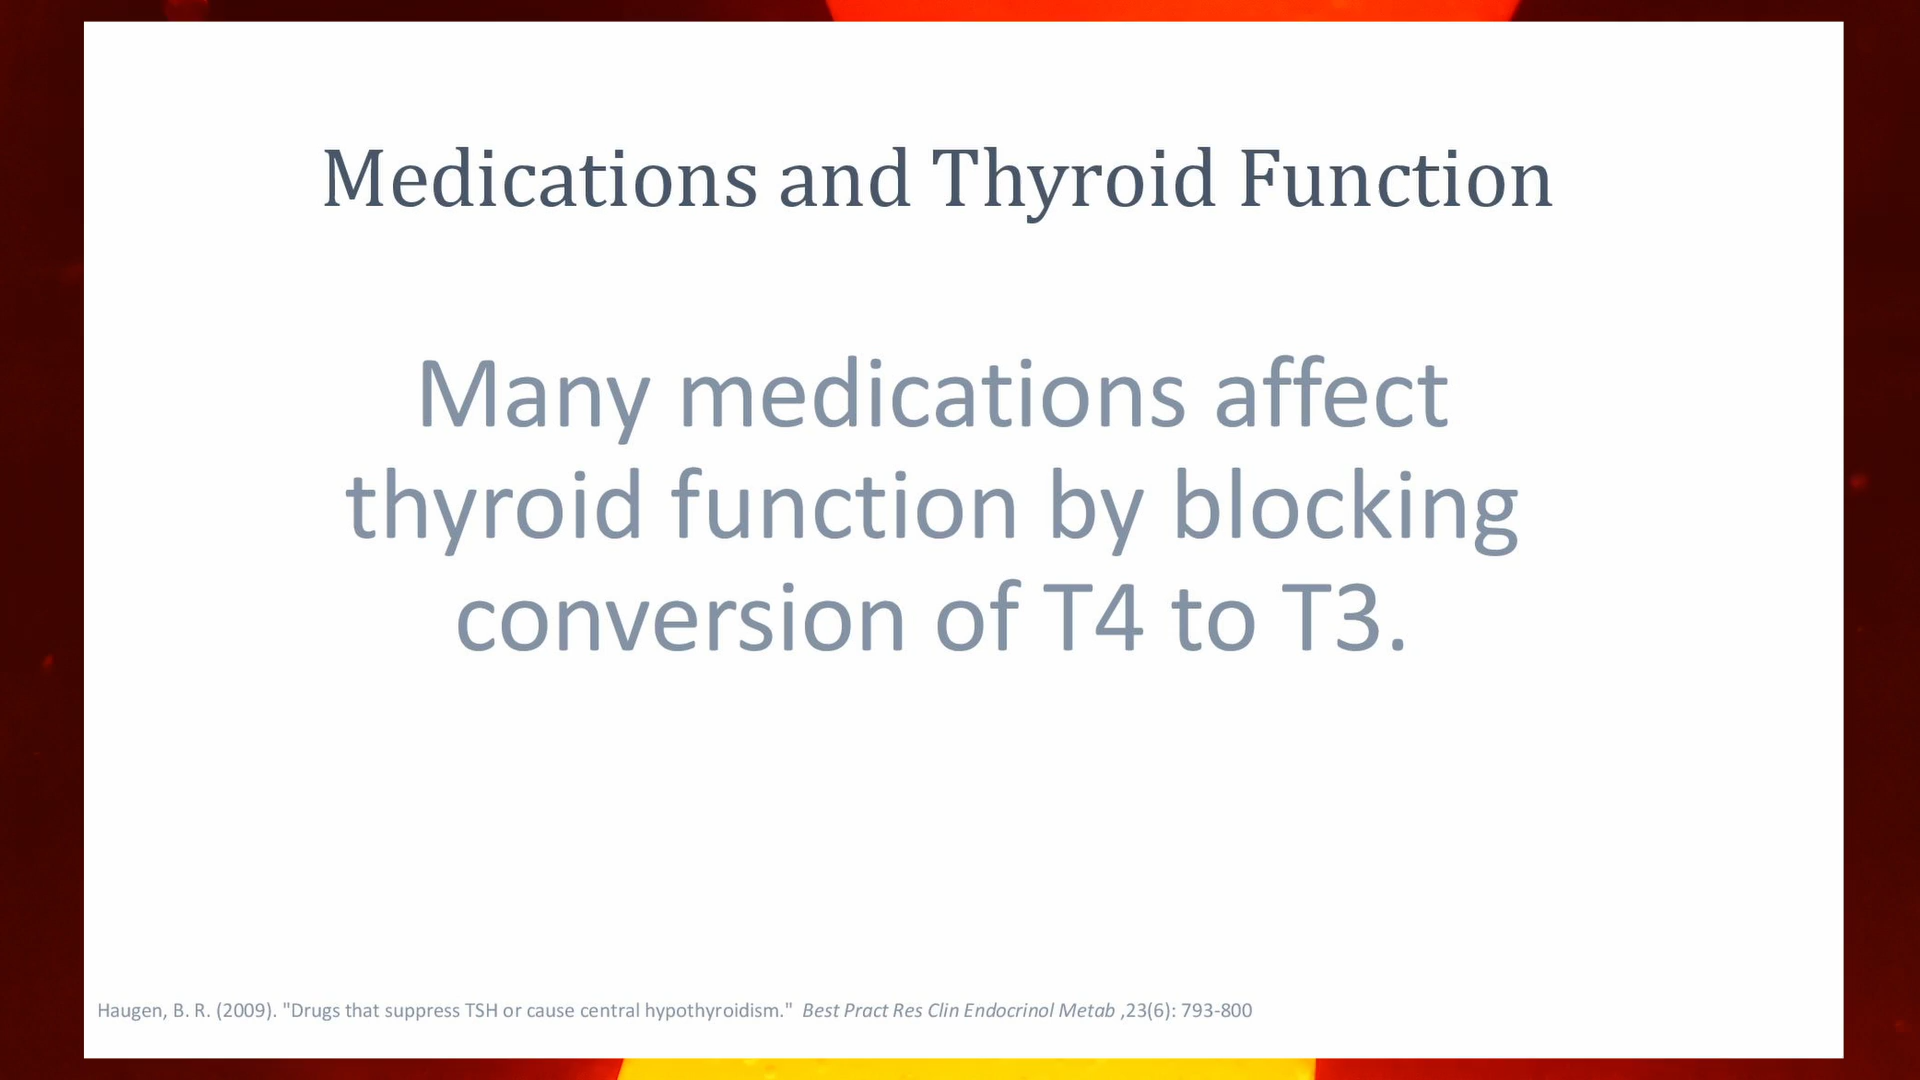 Medications and Thyroid Function
Many medications affect
thyroid function by blocking
conversion of T4 to T3.
Haugen, B. R. (2009). "Drugs that suppress TSH or cause central hypothyroidism." Best Pract Res Clin Endocrinol Metab ,23(6): 793-800